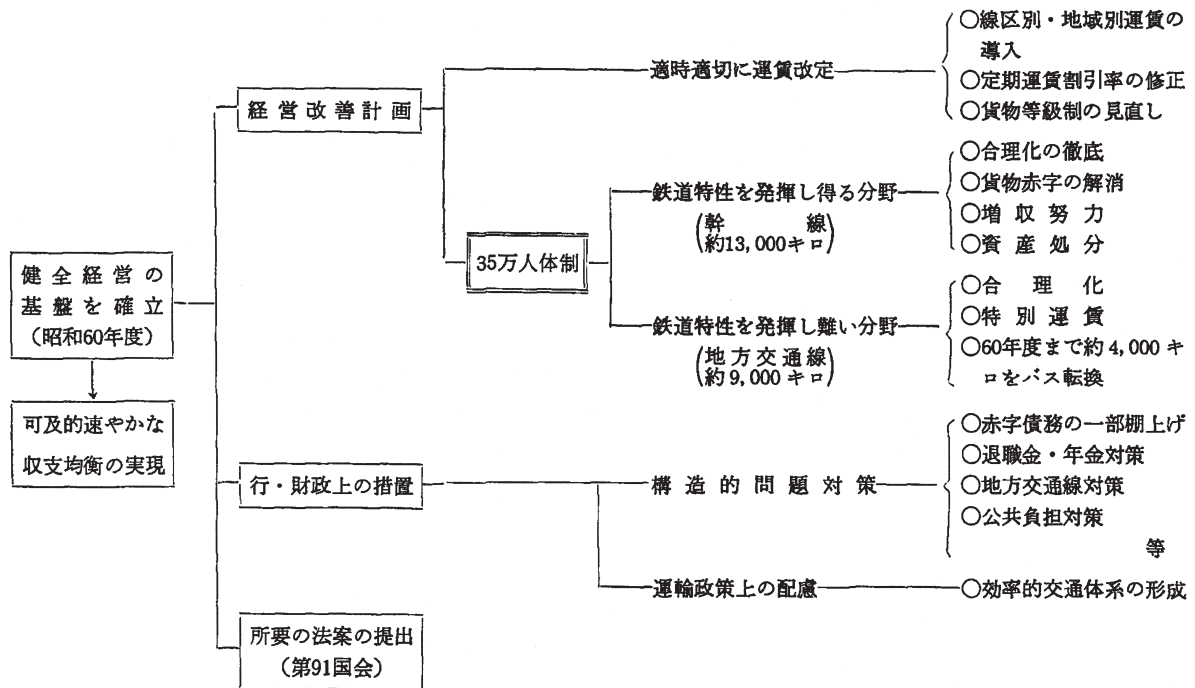 健全経営の
基盤を確立
(昭和60年度)
可及的速やかな
収支均衡の実現
経営改善計画
適時適切に運賃改定
○線区別・地域別運賃の
導入
○定期運賃割引率の修正
○貨物等級制の見直し
35万人体制
鉄道特性を発揮し得る分野
(幹線
約13,000キロ)
○合理化の徹底
○貨物赤字の解消
○増収努力
○資産処分
鉄道特性を発揮し難い分野
(地方交通線
約9,000キロ)
○合理化
○特別運賃
○60年度まで約4,000キ
ロをバス転換
行・財政上の措置
構造的問題対策
○赤字債務の一部棚上げ
○退職金・年金対策
○地方交通線対策
○公共負担対策
等
運輸政策上の配慮
○効率的交通体系の形成
所要の法案の提出
(第91国会)